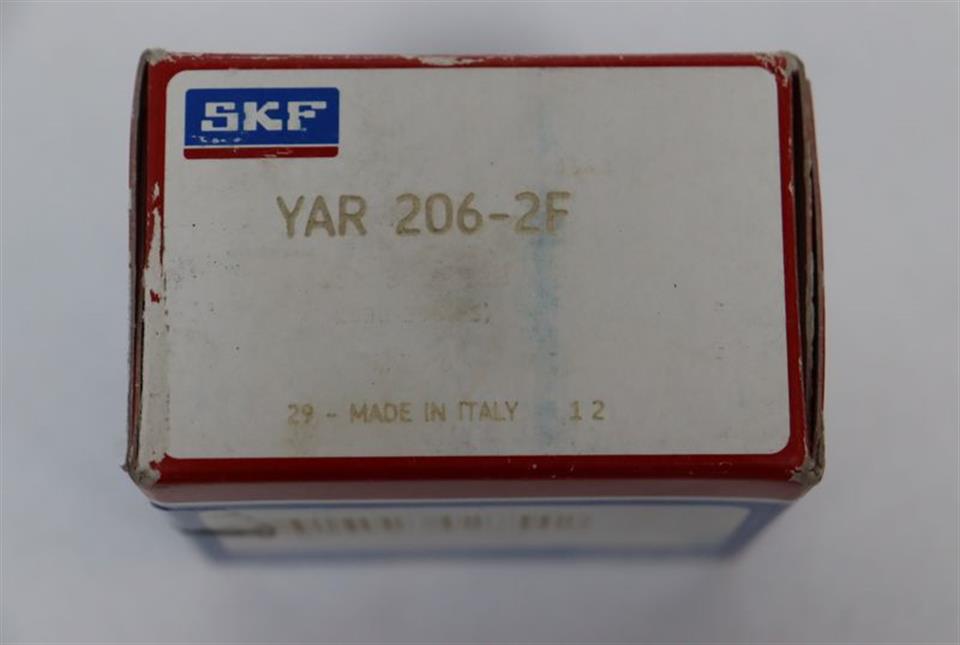 SKF
YAR 206-2F
29 - MADE IN ITALY 12